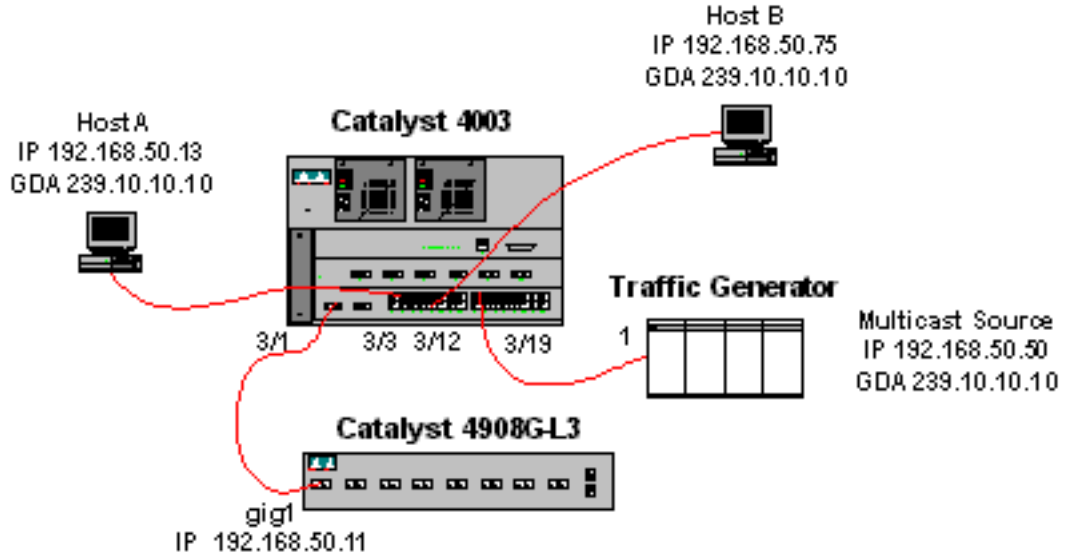 Host B
IP 192.168.50.75
GDA 239.10.10.10
Host A
IP 192.168.50.13
GDA 239.10.10.10
Catalyst 4003
Traffic Generator
1
Multicast Source
IP 192.168.50.50
GDA 239.10.10.10
3/1
3/3
3/12
3/19
Catalyst 4908G-L3
gig1
IP 192.168.50.11